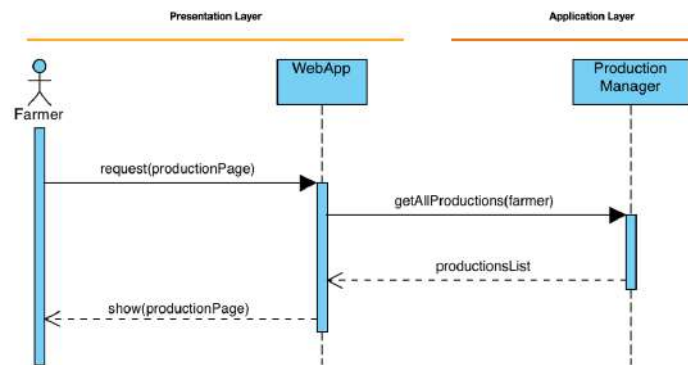 Presentation Layer
Application Layer
WebApp
Production
Manager
Farmer
request(productionPage)
getAllProductions(farmer)
productionsList
show(productionPage)